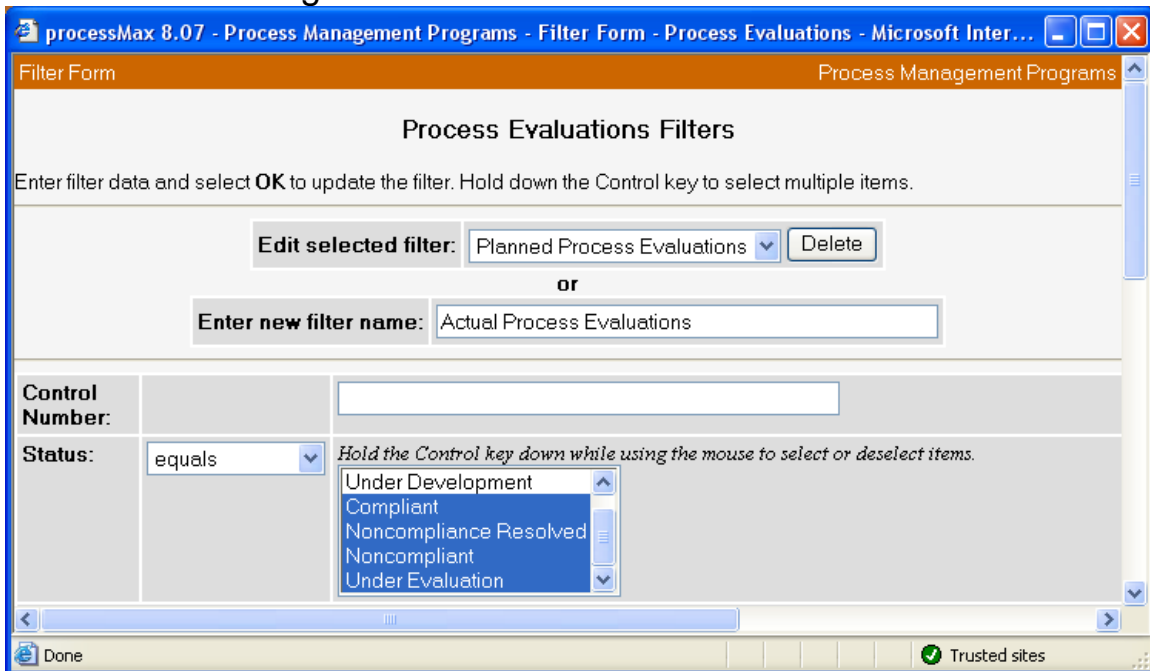 processMax 8.07 - Process Management Programs - Filter Form - Process Evaluations - Microsoft Inter...
Filter Form Process Management Programs
Process Evaluations Filters
Enter filter data and select OK to update the filter. Hold down the Control key to select multiple items.
Edit selected filter: Planned Process Evaluations Delete
or
Enter new filter name: Actual Process Evaluations
Control
Number:
Status: equals Hold the Control key down while using the mouse to select or deselect items.
Under Development
Compliant
Noncompliance Resolved
Noncompliant
Under Evaluation
Done Trusted sites